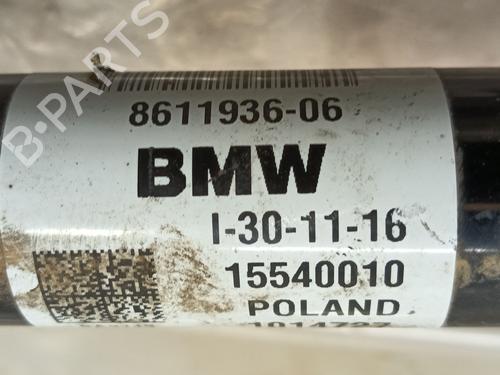 B-PARTS
8611936-06
BMW
I-30-11-16
15540010
POLAND